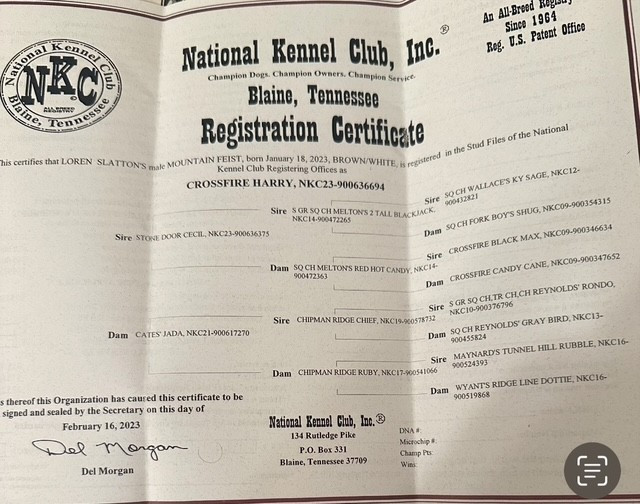 An All-Breed Registry
Since 1964
Reg. U.S. Patent Office
National Kennel Club
NKC
ALL BREED
REGISTRY
Blaine, Tennessee
National Kennel Club, Inc.®
Champion Dogs. Champion Owners. Champion Service.
Blaine, Tennessee
Registration Certificate
This certifies that LOREN SLATTON'S male MOUNTAIN FEIST, born January 18, 2023, BROWN/WHITE, is registered in the Stud Files of the National
Kennel Club Registering Offices as
CROSSFIRE HARRY, NKC23-900636694
Sire SQ CH WALLACE'S KY SAGE, NKC12-
900432821
Sire S GR SQ CH MELTON'S 2 TALL BLACKJACK,
NKC14-900472265
Dam SQ CH FORK BOY'S SHUG, NKC09-900354315
Sire STONE DOOR CECIL, NKC23-900636375
Sire CROSSFIRE BLACK MAX, NKC09-900346634
Dam SQ CH MELTON'S RED HOT CANDY, NKC14-
900472363
Dam CROSSFIRE CANDY CANE, NKC09-900347652
Sire S GR SQ CH,TR CH,CH REYNOLDS' RONDO,
NKC10-900376796
Sire CHIPMAN RIDGE CHIEF, NKC19-900578732
Dam SQ CH REYNOLDS' GRAY BIRD, NKC13-
900455824
Dam CATES' JADA, NKC21-900617270
Sire MAYNARD'S TUNNEL HILL RUBBLE, NKC16-
900524393
Dam CHIPMAN RIDGE RUBY, NKC17-900541066
Dam WYANT'S RIDGE LINE DOTTIE, NKC16-
900519868
s thereof this Organization has caused this certificate to be
signed and sealed by the Secretary on this day of
February 16, 2023
Del Morgan
Del Morgan
National Kennel Club, Inc.®
134 Rutledge Pike
P.O. Box 331
Blaine, Tennessee 37709
DNA #:
Microchip #:
Champ Pts:
Wins: